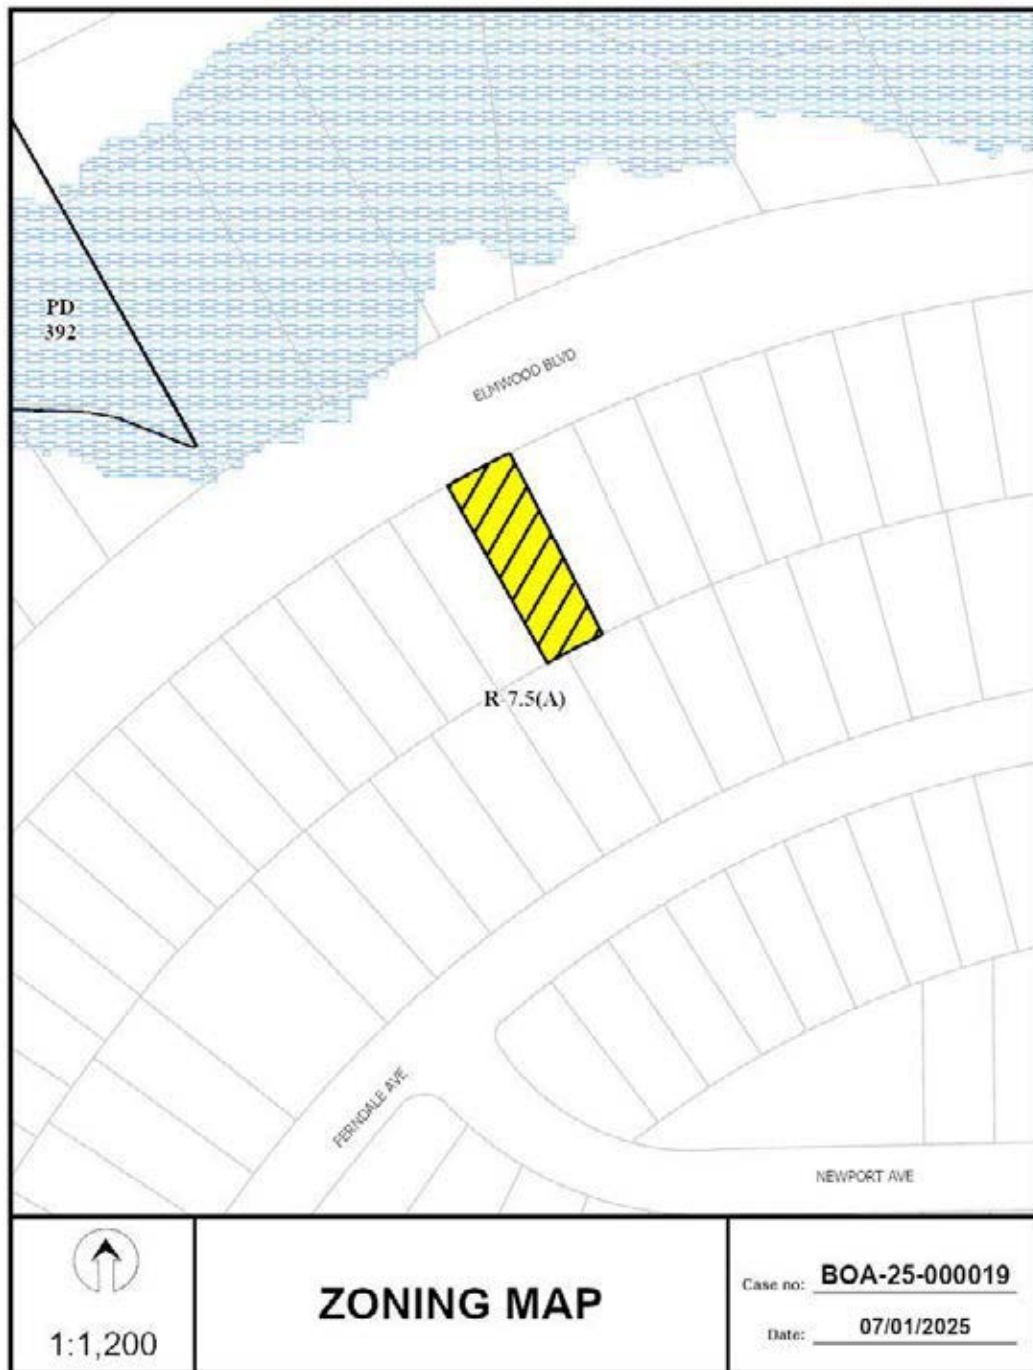 PD
392
ELMWOOD BLVD
R-7.5(A)
FERNDALE AVE
NEWPORT AVE
1:1,200
ZONING MAP
Case no: BOA-25-000019
Date: 07/01/2025